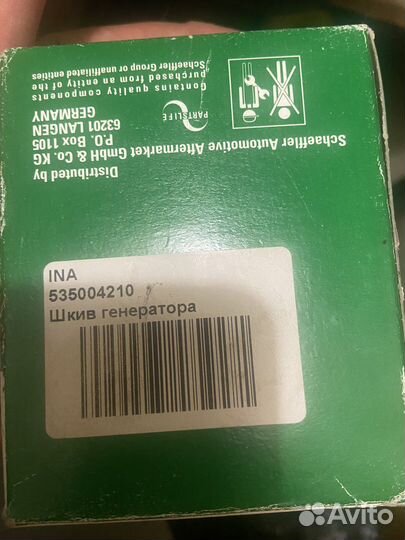 Contains quality components
purchased from an entity of the
Schaeffler Group or unaffiliated entities
PARTSLIFE
Distributed by
Schaeffler Automotive Aftermarket GmbH & Co. KG
P.O. Box 1105
63201 LANGEN
GERMANY
INA
535004210
Шкив генератора
Avito